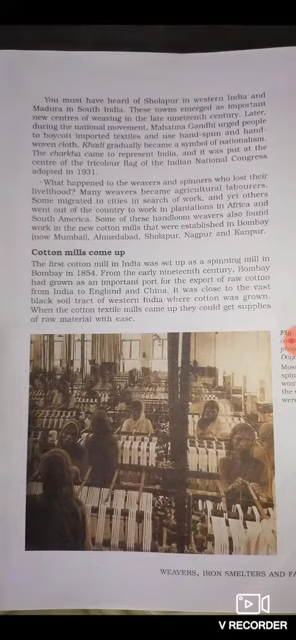 You must have heard of Sholapur in western India and
Madura in South India. These towns emerged as important
new centres of weaving in the late nineteenth century. Later,
during the national movement, Mahatma Gandhi urged people
to boycott imported textiles and use hand-spun and hand-
woven cloth. Khadi gradually became a symbol of nationalism.
The charkha came to represent India, and it was put at the
centre of the tricolour flag of the Indian National Congress
adopted in 1931.
What happened to the weavers and spinners who lost their
livelihood? Many weavers became agricultural labourers.
Some migrated to cities in search of work, and yet others
went out of the country to work in plantations in Africa and
South America. Some of these handloom weavers also found
work in the new cotton mills that were established in Bombay
(now Mumbai), Ahmedabad, Sholapur, Nagpur and Kanpur.
Cotton mills come up
The first cotton mill in India was set up as a spinning mill in
Bombay in 1854. From the early nineteenth century, Bombay
had grown as an important port for the export of raw cotton
from India to England and China. It was close to the vast
black soil tract of western India where cotton was grown.
When the cotton textile mills came up they could get supplies
of raw material with ease.
Most
spin
wom
the
were
WEAVERS, IRON SMELTERS AND FA
V RECORDER